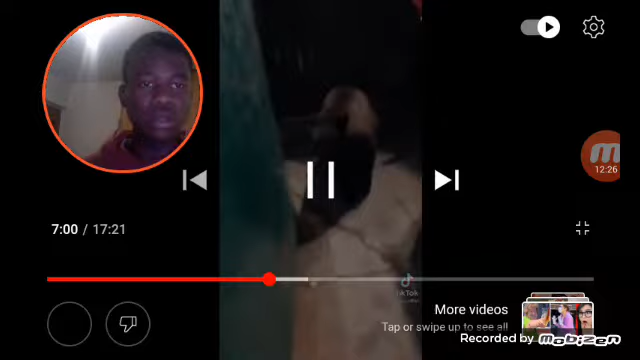 12:26
7:00 / 17:21
TikTok
More videos
Tap or swipe up to see all
Recorded by mobizen